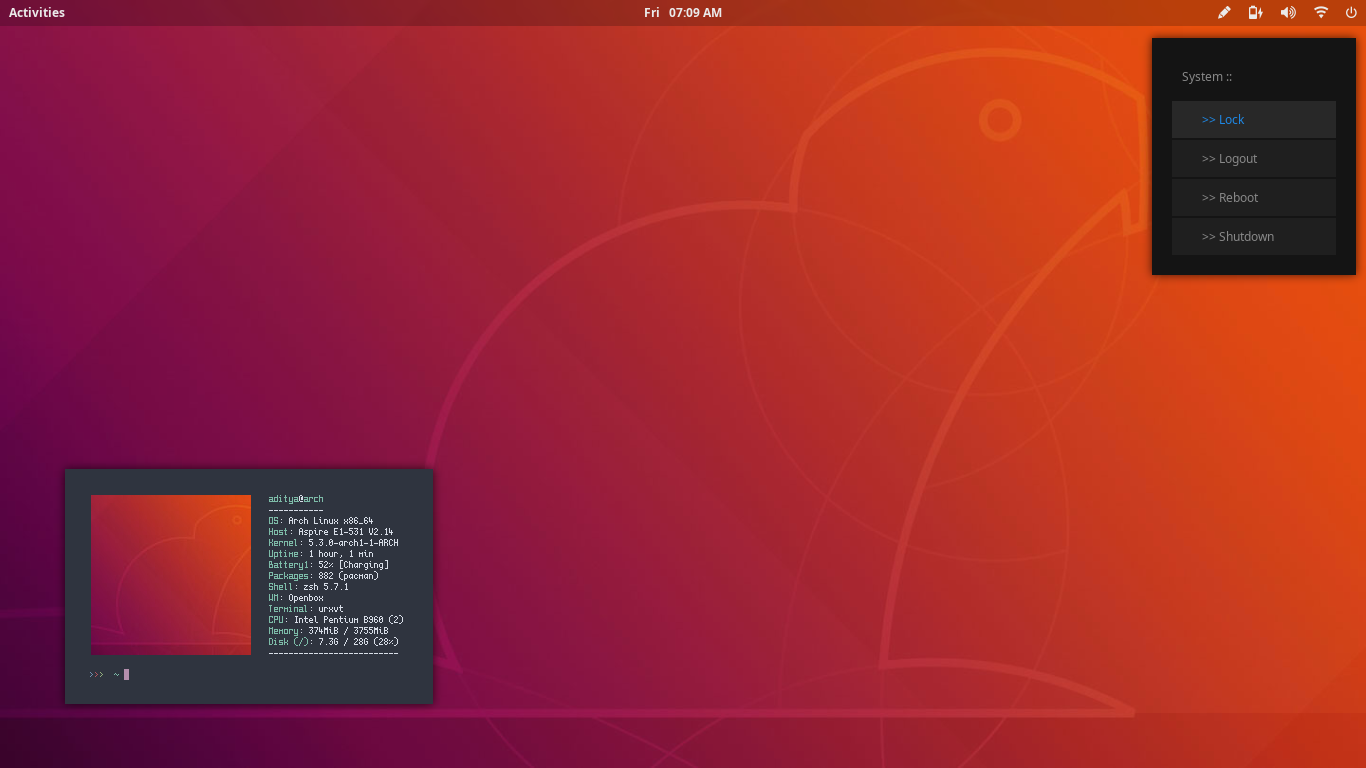 Activities
Fri 07:09 AM
System ::
>> Lock
>> Logout
>> Reboot
>> Shutdown
aditya@arch
-----------
OS: Arch Linux x86_64
Host: Aspire E1-531 V2.14
Kernel: 5.3.0-arch1-1-ARCH
Uptime: 1 hour, 1 min
Battery1: 52% [Charging]
Packages: 882 (pacman)
Shell: zsh 5.7.1
WM: Openbox
Terminal: urxvt
CPU: Intel Pentium B960 (2)
Memory: 374MiB / 3755MiB
Disk (/): 7.3G / 28G (28%)
--------------------------
>>> ~